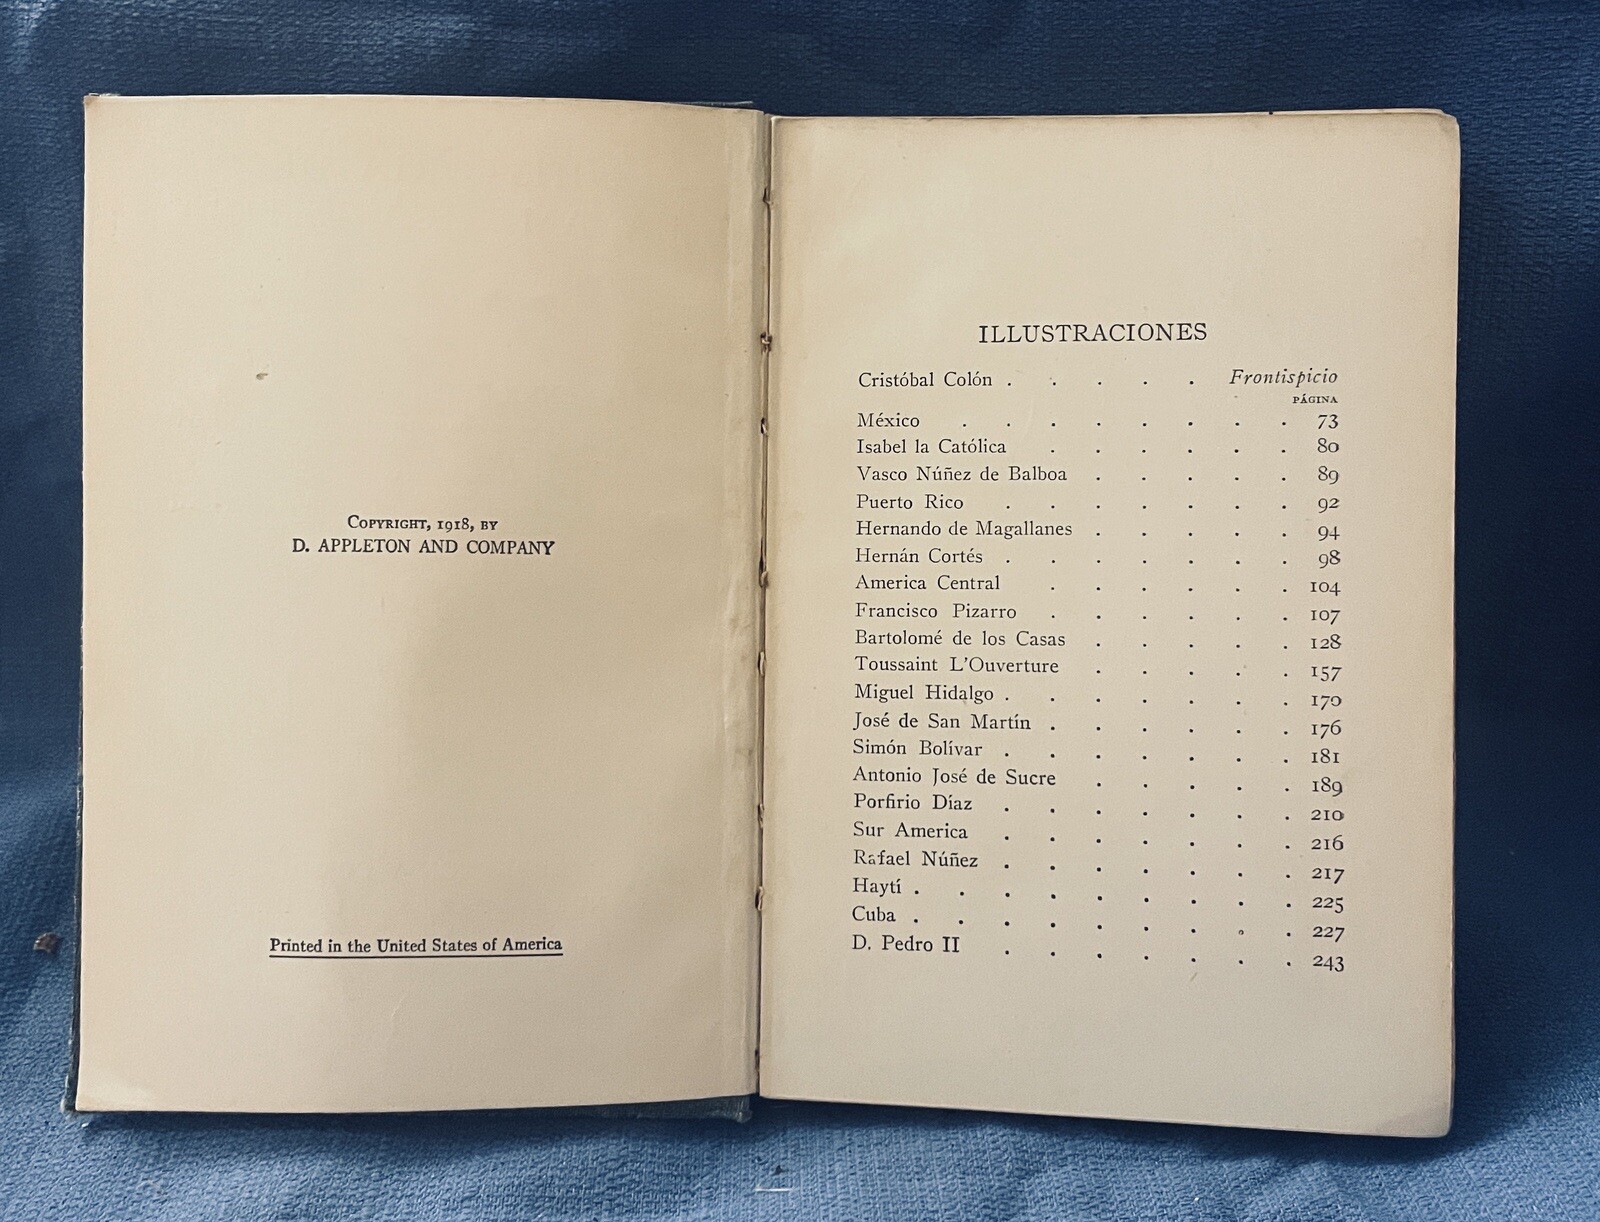 COPYRIGHT, 1918, BY
D. APPLETON AND COMPANY
Printed in the United States of America
ILLUSTRACIONES
Cristóbal Colón . . . . . Frontispicio
PÁGINA
México . . . . . . . . 73
Isabel la Católica . . . . . . 80
Vasco Núñez de Balboa . . . . . 89
Puerto Rico . . . . . . . 92
Hernando de Magallanes . . . . . 94
Hernán Cortés . . . . . . . 98
America Central . . . . . . 104
Francisco Pizarro . . . . . . 107
Bartolomé de los Casas . . . . . 128
Toussaint L'Ouverture . . . . . 157
Miguel Hidalgo . . . . . . . 170
José de San Martín . . . . . . 176
Simón Bolívar . . . . . . . 181
Antonio José de Sucre . . . . . 189
Porfirio Díaz . . . . . . . 210
Sur America . . . . . . . 216
Rafael Núñez . . . . . . . 217
Haytí . . . . . . . . . 225
Cuba . . . . . . . . . 227
D. Pedro II . . . . . . . 243